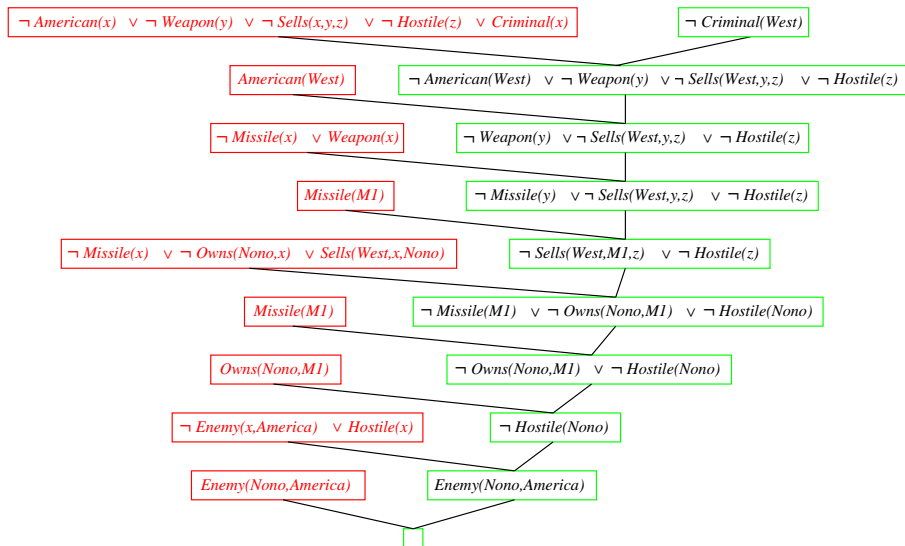 ¬ American(x) ∨ ¬ Weapon(y) ∨ ¬ Sells(x,y,z) ∨ ¬ Hostile(z) ∨ Criminal(x)
¬ Criminal(West)
American(West)
¬ American(West) ∨ ¬ Weapon(y) ∨ ¬ Sells(West,y,z) ∨ ¬ Hostile(z)
¬ Missile(x) ∨ Weapon(x)
¬ Weapon(y) ∨ ¬ Sells(West,y,z) ∨ ¬ Hostile(z)
Missile(M1)
¬ Missile(y) ∨ ¬ Sells(West,y,z) ∨ ¬ Hostile(z)
¬ Missile(x) ∨ ¬ Owns(Nono,x) ∨ Sells(West,x,Nono)
¬ Sells(West,M1,z) ∨ ¬ Hostile(z)
Missile(M1)
¬ Missile(M1) ∨ ¬ Owns(Nono,M1) ∨ ¬ Hostile(Nono)
Owns(Nono,M1)
¬ Owns(Nono,M1) ∨ ¬ Hostile(Nono)
¬ Enemy(x,America) ∨ Hostile(x)
¬ Hostile(Nono)
Enemy(Nono,America)
Enemy(Nono,America)